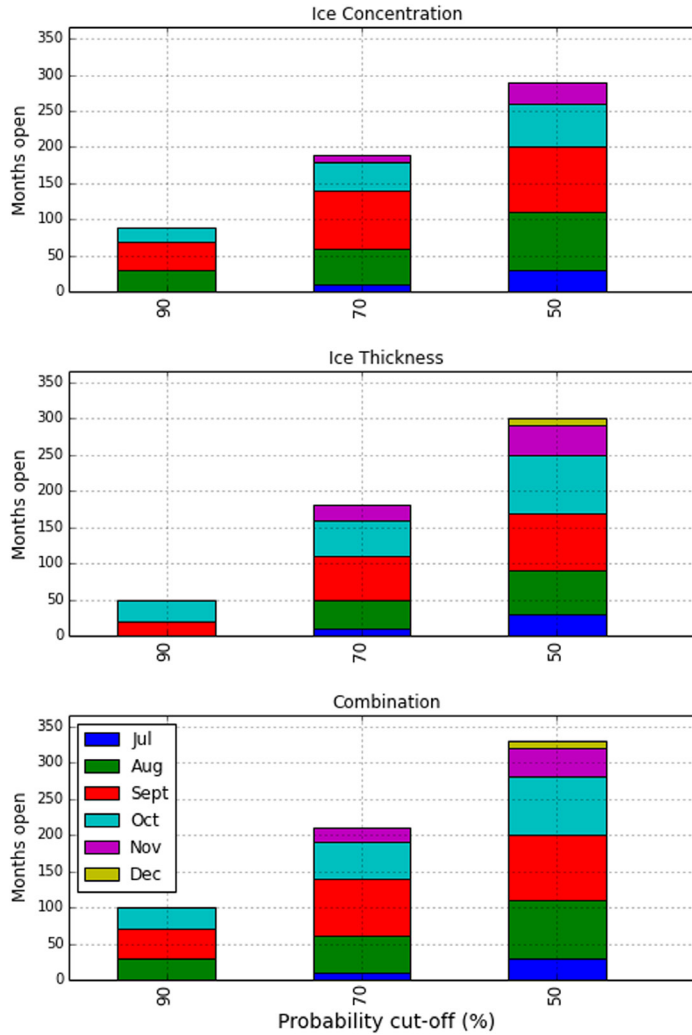 Ice Concentration
Months open
350
300
250
200
150
100
50
0
90
70
50
Ice Thickness
Months open
350
300
250
200
150
100
50
0
90
70
50
Combination
Months open
350
300
250
200
150
100
50
0
Jul
Aug
Sept
Oct
Nov
Dec
90
70
50
Probability cut-off (%)